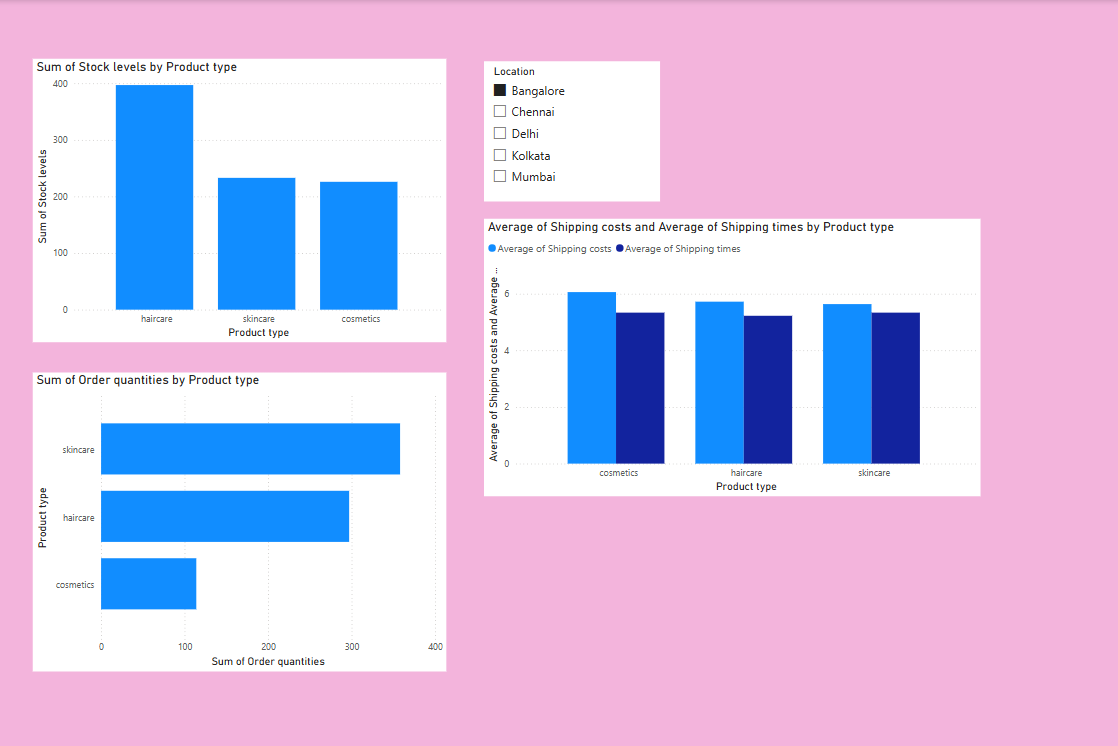 Sum of Stock levels by Product type
400
300
200
100
0
Sum of Stock levels
haircare
skincare
cosmetics
Product type
Location
Bangalore
Chennai
Delhi
Kolkata
Mumbai
Average of Shipping costs and Average of Shipping times by Product type
Average of Shipping costs
Average of Shipping times
6
4
2
0
Average of Shipping costs and Average ...
cosmetics
haircare
skincare
Product type
Sum of Order quantities by Product type
skincare
haircare
cosmetics
Product type
0
100
200
300
400
Sum of Order quantities